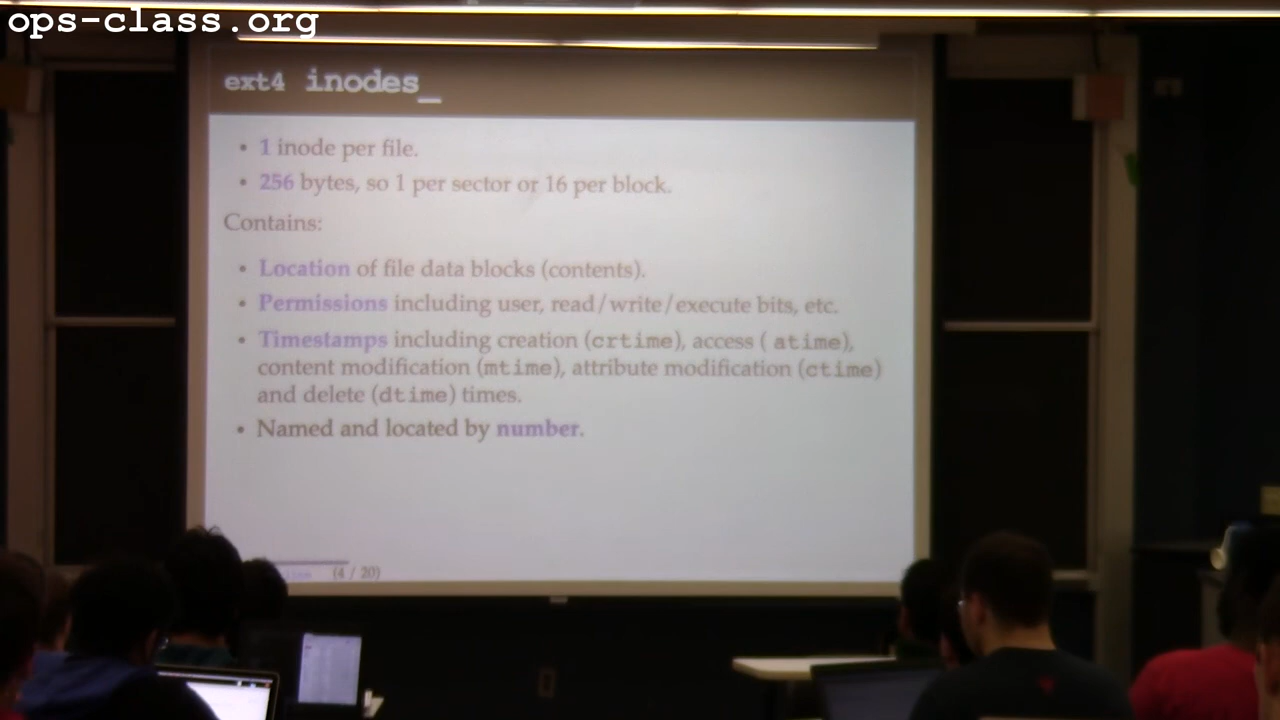 ops-class.org
ext4 inodes_
• 1 inode per file.
• 256 bytes, so 1 per sector or 16 per block.
Contains:
• Location of file data blocks (contents).
• Permissions including user, read/write/execute bits, etc.
• Timestamps including creation (crtime), access ( atime),
content modification (mtime), attribute modification (ctime)
and delete (dtime) times.
• Named and located by number.
(4 / 20)